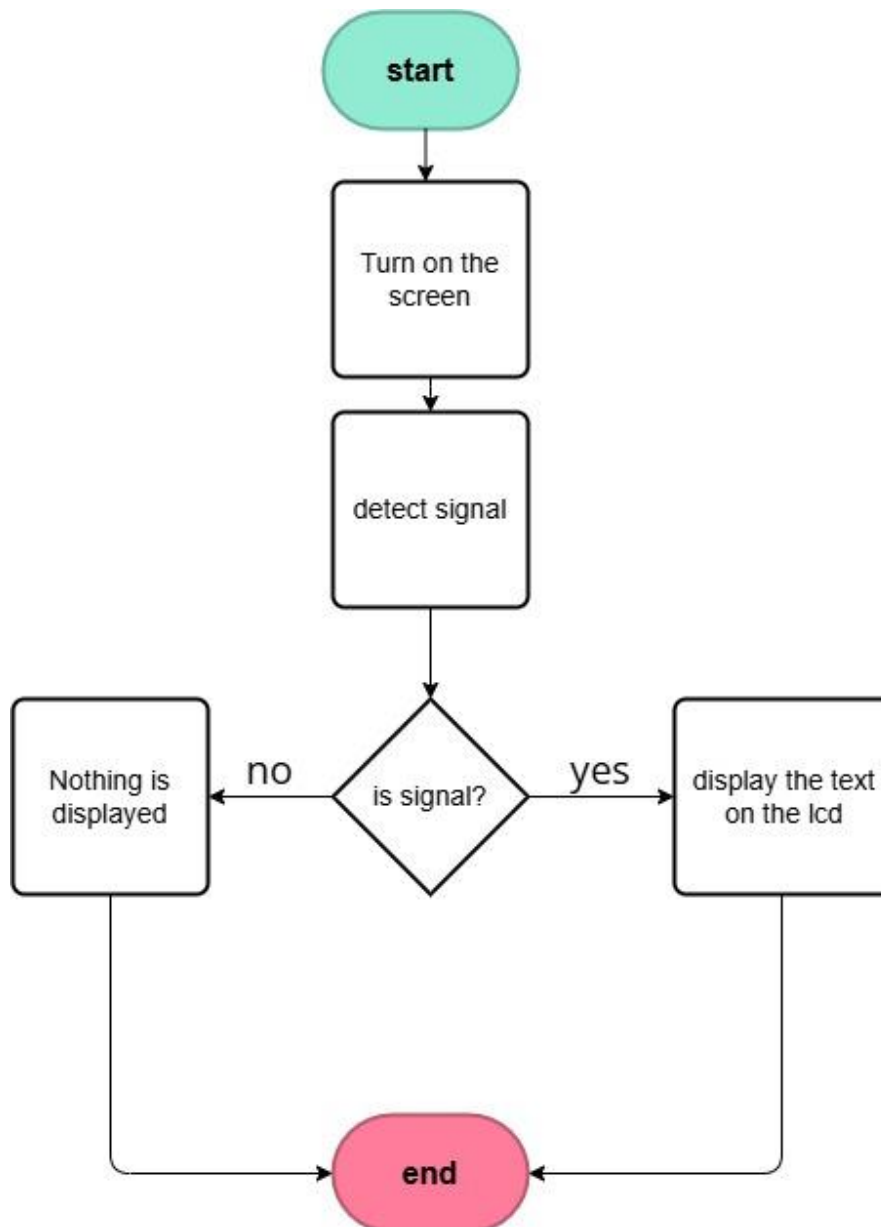 start
Turn on the
screen
detect signal
no
yes
Nothing is
displayed
is signal?
display the text
on the lcd
end